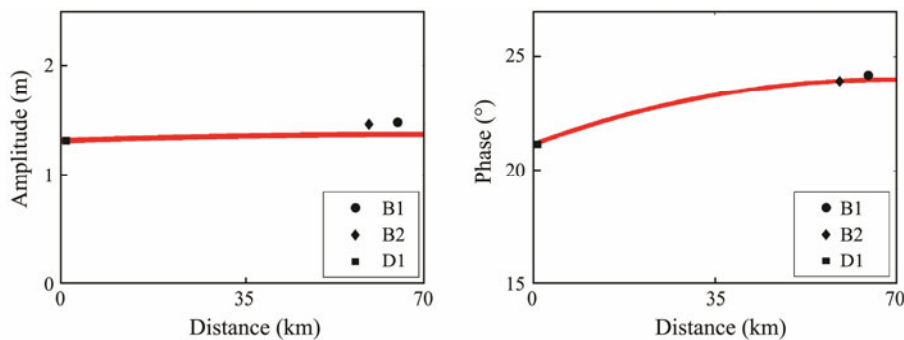 2
1
0
Amplitude (m)
B1
B2
D1
0
35
70
Distance (km)
25
20
15
Phase (°)
B1
B2
D1
0
35
70
Distance (km)